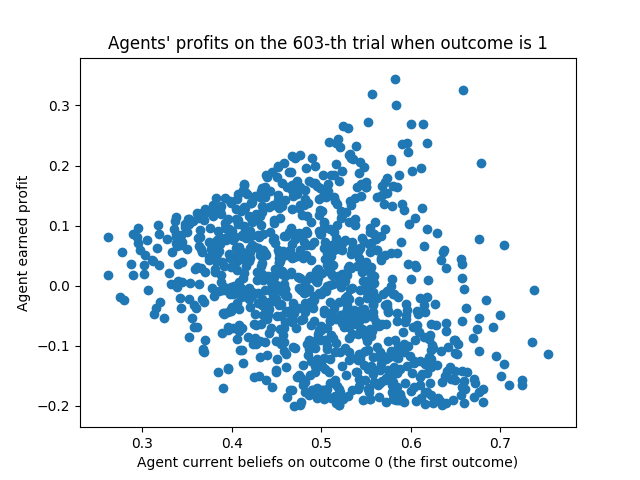 Agents' profits on the 603-th trial when outcome is 1
Agent earned profit
0.3
0.2
0.1
0.0
−0.1
−0.2
0.3 0.4 0.5 0.6 0.7
Agent current beliefs on outcome 0 (the first outcome)